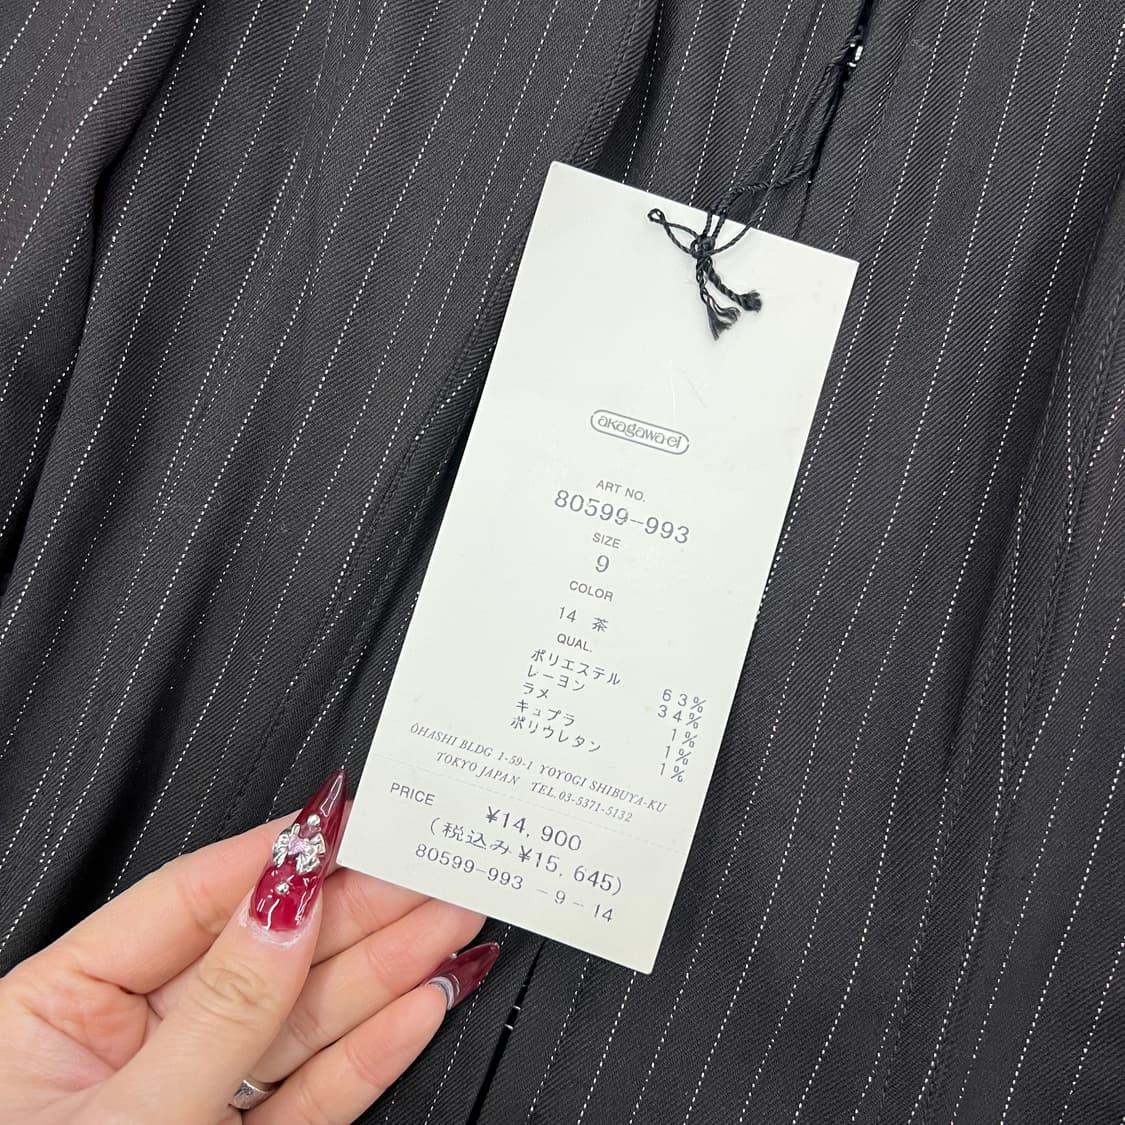 akagawa-ei
ART NO.
80599-993
SIZE
9
COLOR
14 茶
QUAL.
ポリエステル 63%
レーヨン 34%
ラメ 1%
キュプラ 1%
ポリウレタン 1%
ŌHASHI BLDG 1-59-1 YOYOGI SHIBUYA-KU
TOKYO JAPAN TEL.03-5371-5132
PRICE ¥14,900
(税込み¥15,645)
80599-993 -9-14